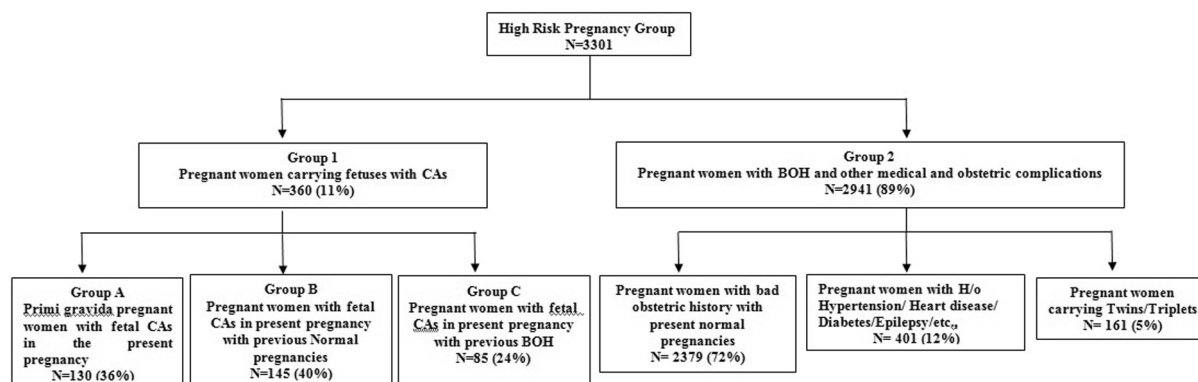 High Risk Pregnancy Group
N=3301
Group 1
Pregnant women carrying fetuses with CAs
N=360 (11%)
Group 2
Pregnant women with BOH and other medical and obstetric complications
N=2941 (89%)
Group A
Primi gravida pregnant
women with fetal CAs
in the present
pregnancy
N=130 (36%)
Group B
Pregnant women with fetal
CAs in present pregnancy
with previous Normal
pregnancies
N=145 (40%)
Group C
Pregnant women with fetal
CAs in present pregnancy
with previous BOH
N=85 (24%)
Pregnant women with bad
obstetric history with
present normal
pregnancies
N= 2379 (72%)
Pregnant women with H/o
Hypertension/ Heart disease/
Diabetes/Epilepsy/etc.,
N= 401 (12%)
Pregnant women
carrying Twins/Triplets
N= 161 (5%)